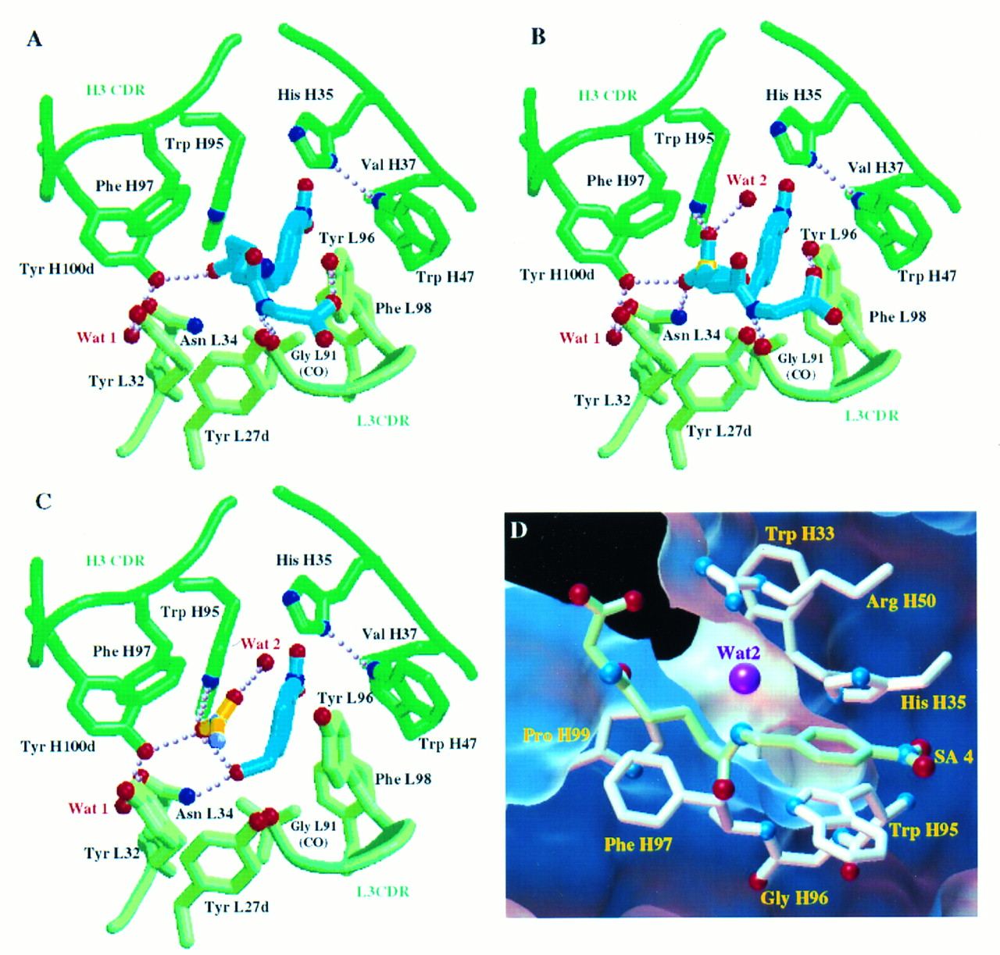 A
H3 CDR
His H35
Trp H95
Val H37
Phe H97
Tyr L96
Tyr H100d
Trp H47
Phe L98
Wat 1
Asn L34
Gly L91
(CO)
Tyr L32
L3CDR
Tyr L27d
B
H3 CDR
His H35
Trp H95
Val H37
Phe H97
Wat 2
Tyr L96
Tyr H100d
Trp H47
Phe L98
Wat 1
Asn L34
Gly L91
(CO)
Tyr L32
L3CDR
Tyr L27d
C
H3 CDR
His H35
Trp H95
Val H37
Phe H97
Wat 2
Tyr L96
Tyr H100d
Trp H47
Phe L98
Wat 1
Asn L34
Gly L91
(CO)
Tyr L32
L3CDR
Tyr L27d
D
Trp H33
Arg H50
Wat2
His H35
Pro H99
SA 4
Trp H95
Phe H97
Gly H96